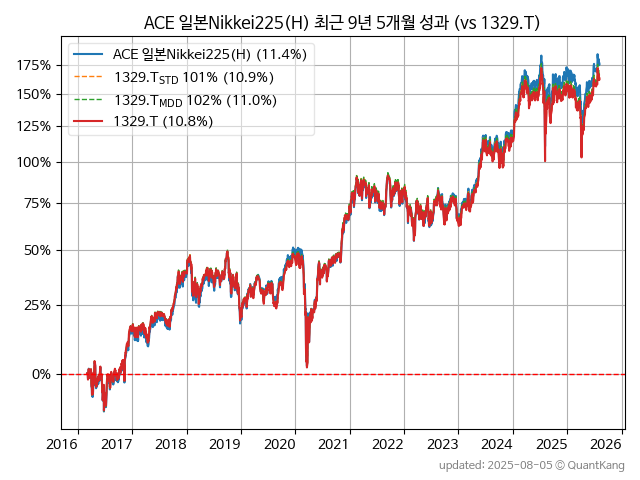 ACE 일본Nikkei225(H) 최근 9년 5개월 성과 (vs 1329.T)
ACE 일본Nikkei225(H) (11.4%)
1329.T_STD 101% (10.9%)
1329.T_MDD 102% (11.0%)
1329.T (10.8%)
175%
150%
125%
100%
75%
50%
25%
0%
2016 2017 2018 2019 2020 2021 2022 2023 2024 2025 2026
updated: 2025-08-05 © QuantKang